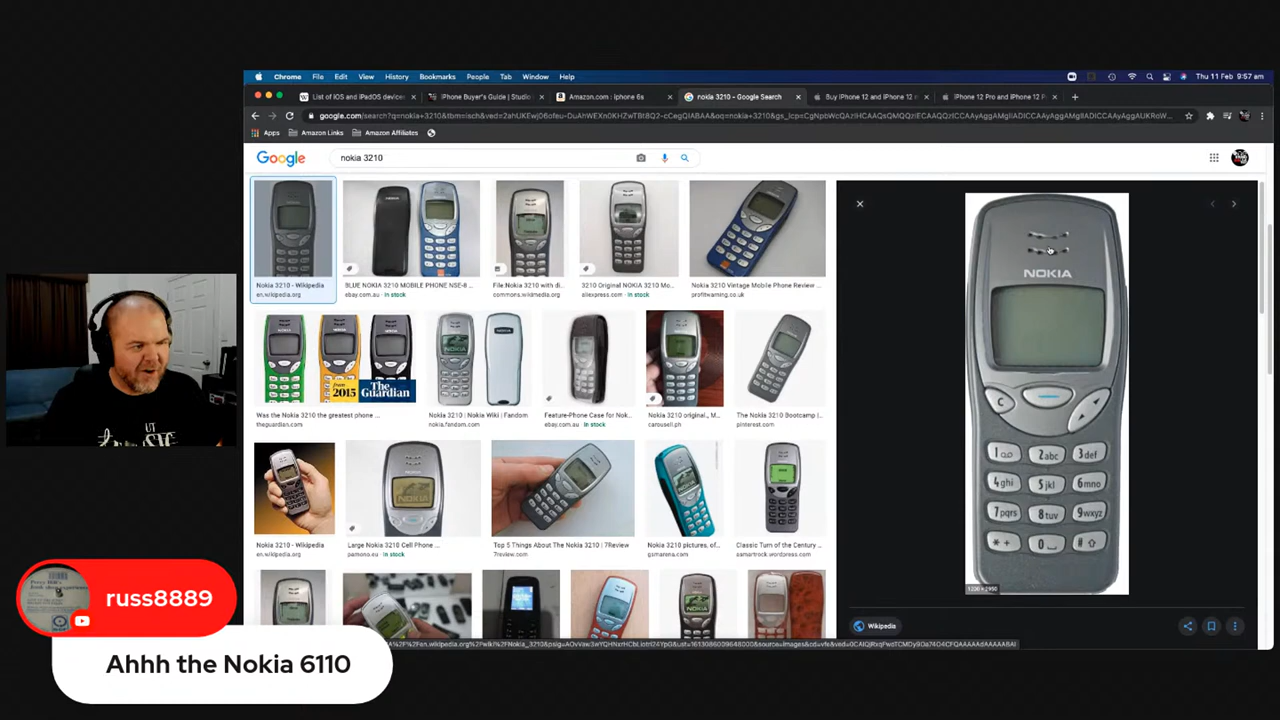 Chrome File Edit View History Bookmarks People Tab Window Help
Thu 11 Feb 9:57 am
List of iOS and iPadOS device
iPhone Buyer's Guide | Studio
Amazon.com : iphone 6s
nokia 3210 - Google Search
Buy iPhone 12 and iPhone 12 m
iPhone 12 Pro and iPhone 12 P
Apps Amazon Links Amazon Affiliates
Google nokia 3210
Nokia 3210 - Wikipedia
en.wikipedia.org
BLUE NOKIA 3210 MOBILE PHONE NSE-8 ...
ebay.com.au · In stock
File:Nokia 3210 with di...
commons.wikimedia.org
3210 Original NOKIA 3210 Mo...
aliexpress.com · In stock
Nokia 3210 Vintage Mobile Phone Review ...
profitwarning.co.uk
from
2015
The
Guardian
Was the Nokia 3210 the greatest phone ...
theguardian.com
Nokia 3210 | Nokia Wiki | Fandom
nokia.fandom.com
Feature-Phone Case for Nok...
ebay.com.au · In stock
Nokia 3210 original., M...
carousell.ph
The Nokia 3210 Bootcamp | ...
pinterest.com
Nokia 3210 - Wikipedia
en.wikipedia.org
Large Nokia 3210 Cell Phone ...
pamono.eu · In stock
Top 5 Things About The Nokia 3210 | 7Review
7review.com
Nokia 3210 pictures, of...
gsmarena.com
Classic Turn of the Century ...
samartrock.wordpress.com
NOKIA
C
1 2abc 3def
4ghi 5jkl 6mno
7pqrs 8tuv 9wxyz
*+ 0 #
Wikipedia
russ8889
Ahhh the Nokia 6110